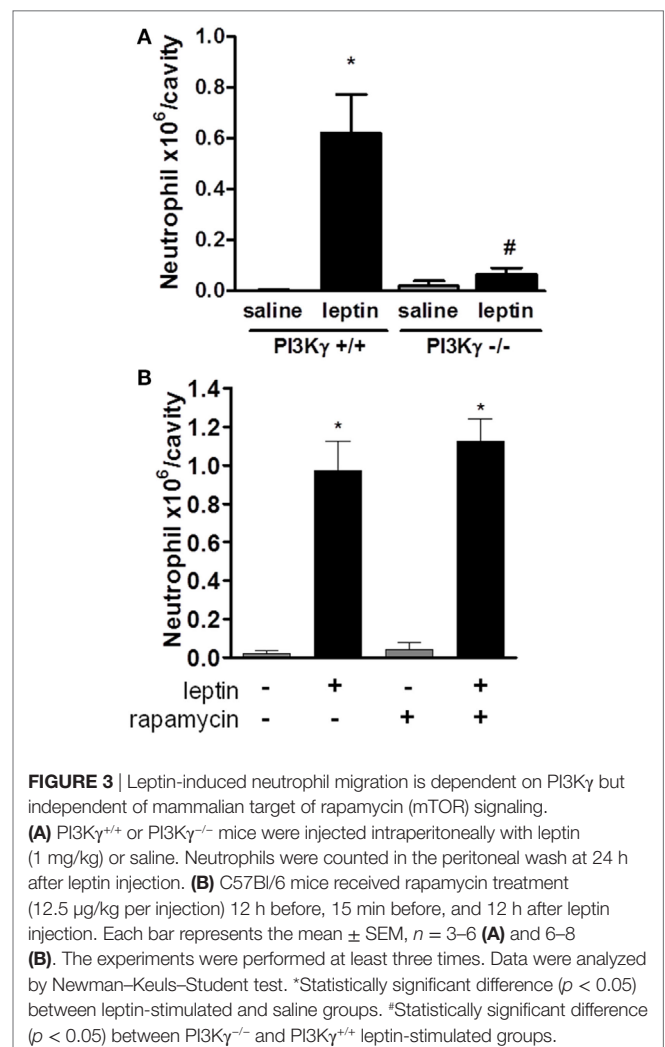 A
Neutrophil x10⁶/cavity
1.0
0.8
0.6
0.4
0.2
0.0
*
#
saline leptin saline leptin
PI3Kγ +/+ PI3Kγ -/-
B
Neutrophil x10⁶/cavity
1.4
1.2
1.0
0.8
0.6
0.4
0.2
0.0
* *
leptin - + - +
rapamycin - - + +
FIGURE 3 | Leptin-induced neutrophil migration is dependent on PI3Kγ but
independent of mammalian target of rapamycin (mTOR) signaling.
(A) PI3Kγ⁺/⁺ or PI3Kγ⁻/⁻ mice were injected intraperitoneally with leptin
(1 mg/kg) or saline. Neutrophils were counted in the peritoneal wash at 24 h
after leptin injection. (B) C57Bl/6 mice received rapamycin treatment
(12.5 μg/kg per injection) 12 h before, 15 min before, and 12 h after leptin
injection. Each bar represents the mean ± SEM, n = 3–6 (A) and 6–8
(B). The experiments were performed at least three times. Data were analyzed
by Newman–Keuls–Student test. *Statistically significant difference (p < 0.05)
between leptin-stimulated and saline groups. #Statistically significant difference
(p < 0.05) between PI3Kγ⁻/⁻ and PI3Kγ⁺/⁺ leptin-stimulated groups.